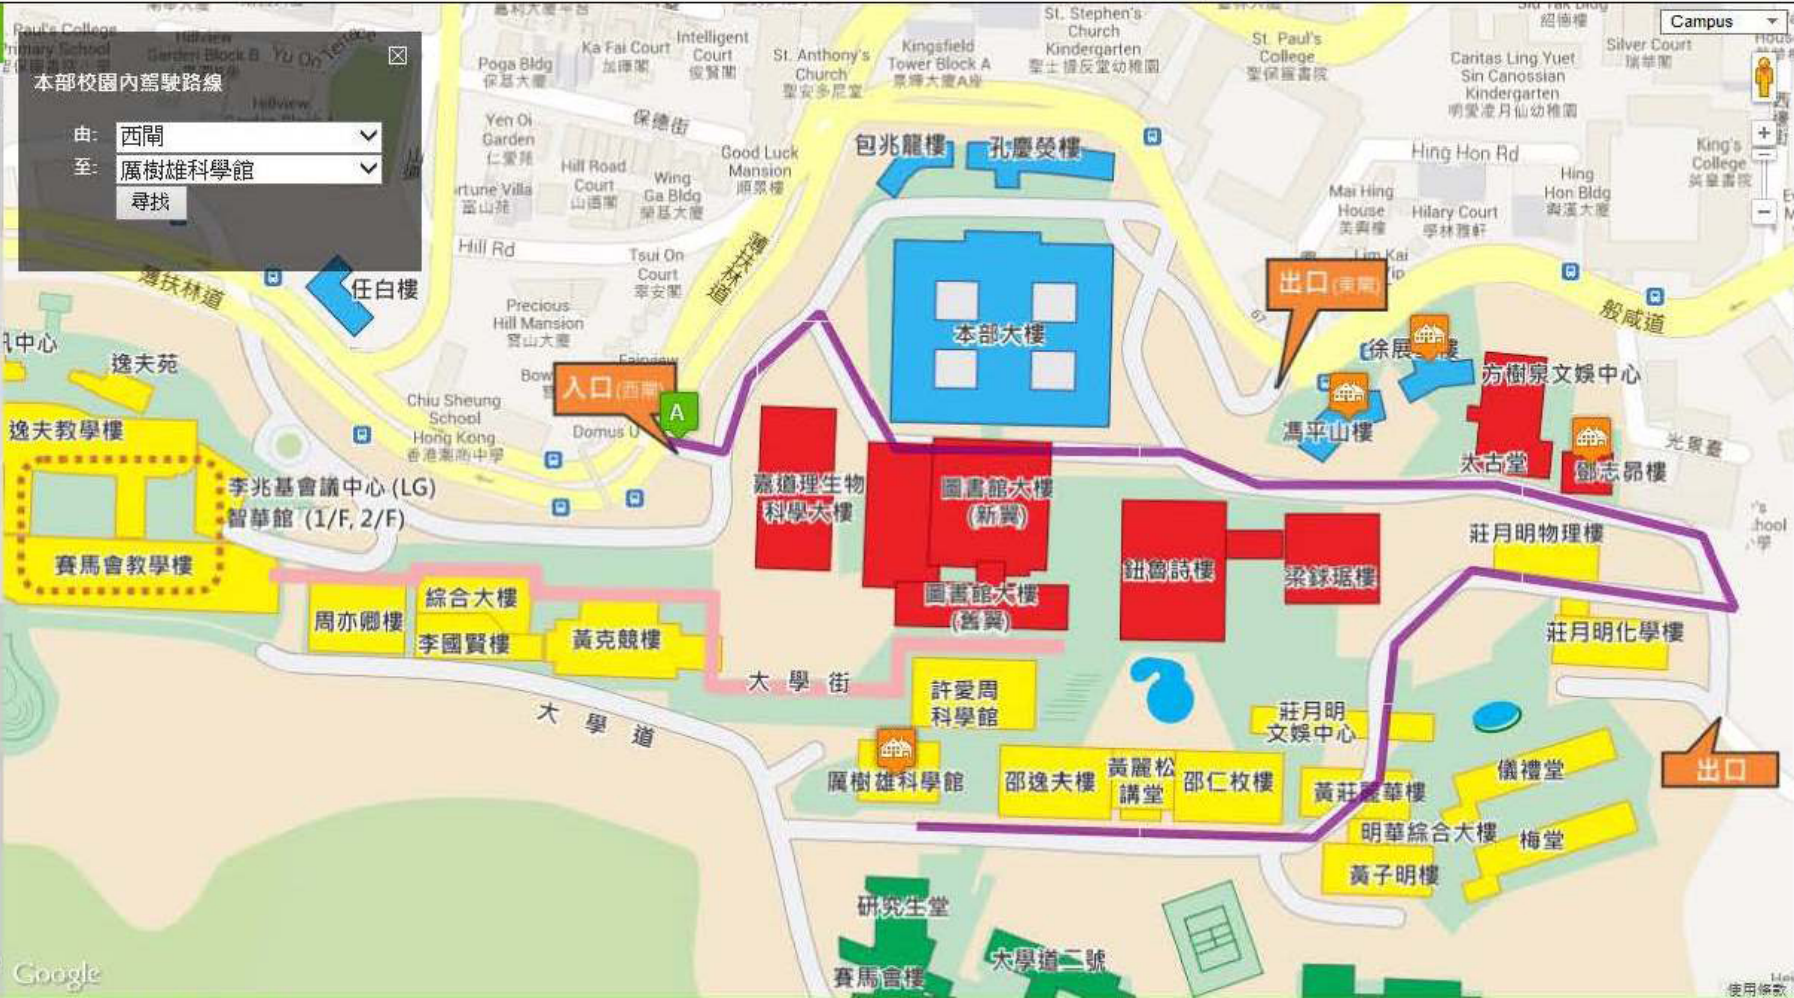 Paul's College
Primary School
Hillview
Garden Block B
Yu On Terrace
Hillview
本部校園內駕駛路線
由:
西閘
至:
厲樹雄科學館
尋找
Campus
Poga Bldg
保基大廈
Ka Fai Court
加暉閣
Intelligent
Court
俊賢閣
St. Anthony's
Church
聖安多尼堂
Kingsfield
Tower Block A
景輝大廈A座
St. Stephen's
Church
Kindergarten
聖士提反堂幼稚園
St. Paul's
College
聖保羅書院
紹德樓
Caritas Ling Yuet
Sin Canossian
Kindergarten
明愛凌月仙幼稚園
Silver Court
瑞華閣
Yen Oi
Garden
仁愛苑
保德街
Hill Road
Court
山道閣
Wing
Ga Bldg
榮基大廈
Good Luck
Mansion
順景樓
包兆龍樓
孔慶熒樓
Hing Hon Rd
King's
College
英皇書院
Hing
Hon Bldg
興漢大廈
Mai Hing
House
美興樓
Hilary Court
學林雅軒
ortune Villa
富山苑
Hill Rd
Tsui On
Court
翠安閣
薄扶林道
薄扶林道
任白樓
Precious
Hill Mansion
寶山大廈
Fairview
本部大樓
出口(東閘)
Lim Kai
般咸道
徐展堂樓
方樹泉文娛中心
馮平山樓
太古堂
鄧志昂樓
光景臺
訊中心
逸夫苑
入口(西閘)
A
Chiu Sheung
School
Hong Kong
香港潮商中學
Domus
逸夫教學樓
李兆基會議中心 (LG)
智華館 (1/F, 2/F)
賽馬會教學樓
嘉道理生物
科學大樓
圖書館大樓
(新翼)
圖書館大樓
(舊翼)
鈕魯詩樓
梁銶琚樓
莊月明物理樓
莊月明化學樓
周亦卿樓
綜合大樓
李國賢樓
黃克競樓
大學街
大學道
許愛周
科學館
厲樹雄科學館
邵逸夫樓
黃麗松
講堂
邵仁枚樓
莊月明
文娛中心
黃莊麗華樓
明華綜合大樓
黃子明樓
儀禮堂
梅堂
出口
研究生堂
賽馬會樓
大學道二號
Google
使用條款